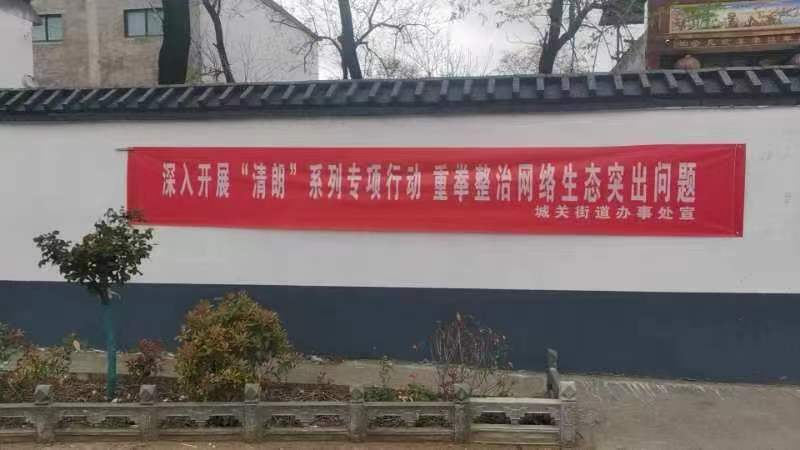 深入开展“清朗”系列专项行动 重拳整治网络生态突出问题
城关街道办事处宣